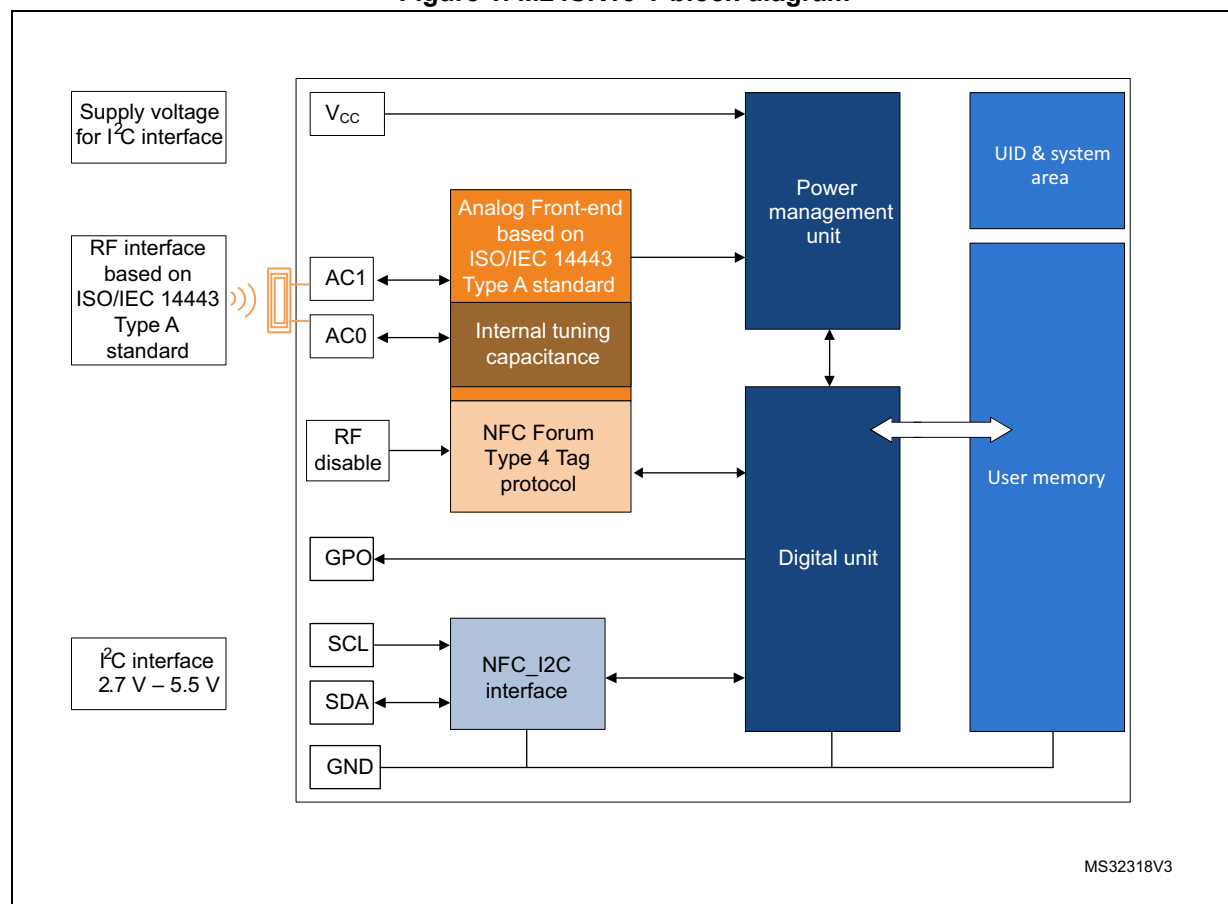 Supply voltage
for I²C interface
V_CC
Power
management
unit
UID & system
area
RF interface
based on
ISO/IEC 14443
Type A
standard
AC1
AC0
Analog Front-end
based on
ISO/IEC 14443
Type A standard
Internal tuning
capacitance
RF
disable
NFC Forum
Type 4 Tag
protocol
User memory
GPO
Digital unit
I²C interface
2.7 V – 5.5 V
SCL
SDA
NFC_I2C
interface
GND
MS32318V3